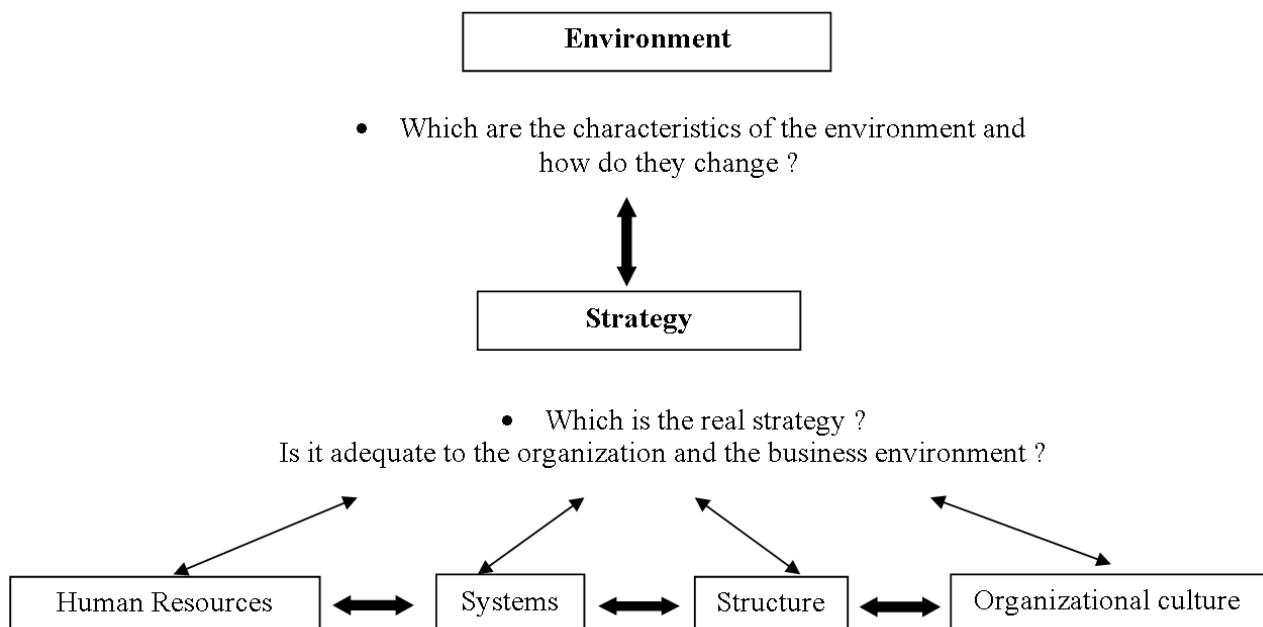 Environment
• Which are the characteristics of the environment and
how do they change ?
Strategy
• Which is the real strategy ?
Is it adequate to the organization and the business environment ?
Human Resources
Systems
Structure
Organizational culture